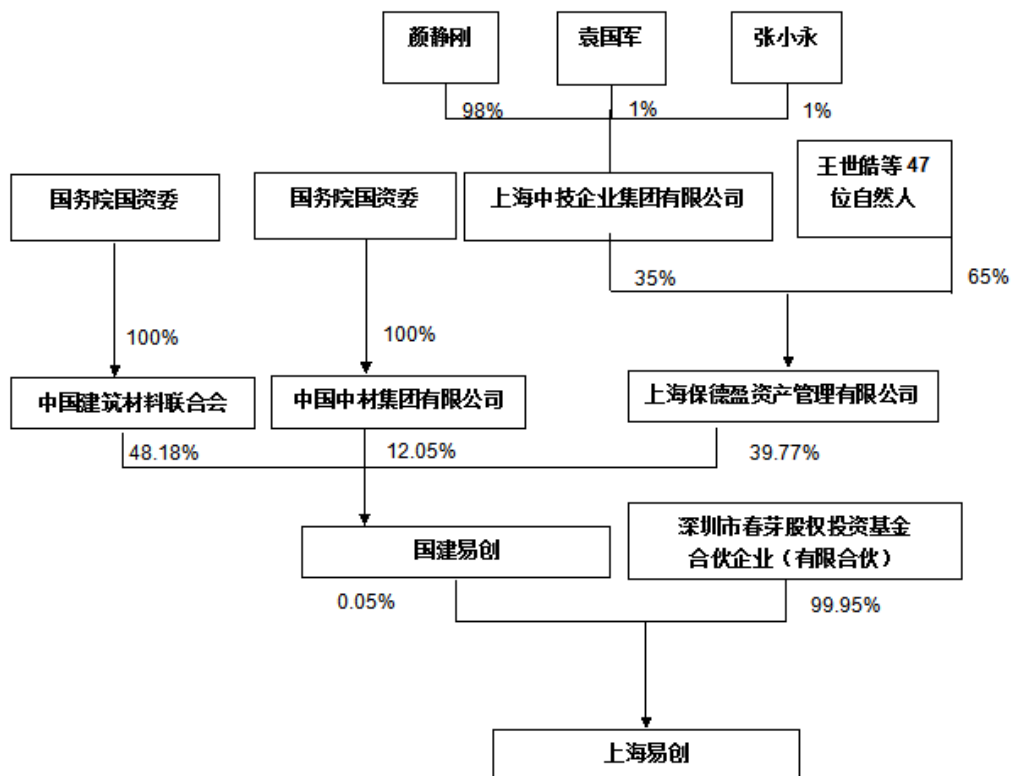 颜静刚
袁国军
张小永
98%
1%
1%
国务院国资委
国务院国资委
上海中技企业集团有限公司
王世皓等 47
位自然人
35%
65%
100%
100%
中国建筑材料联合会
中国中材集团有限公司
上海保德盈资产管理有限公司
48.18%
12.05%
39.77%
国建易创
深圳市春芽股权投资基金
合伙企业（有限合伙）
0.05%
99.95%
上海易创